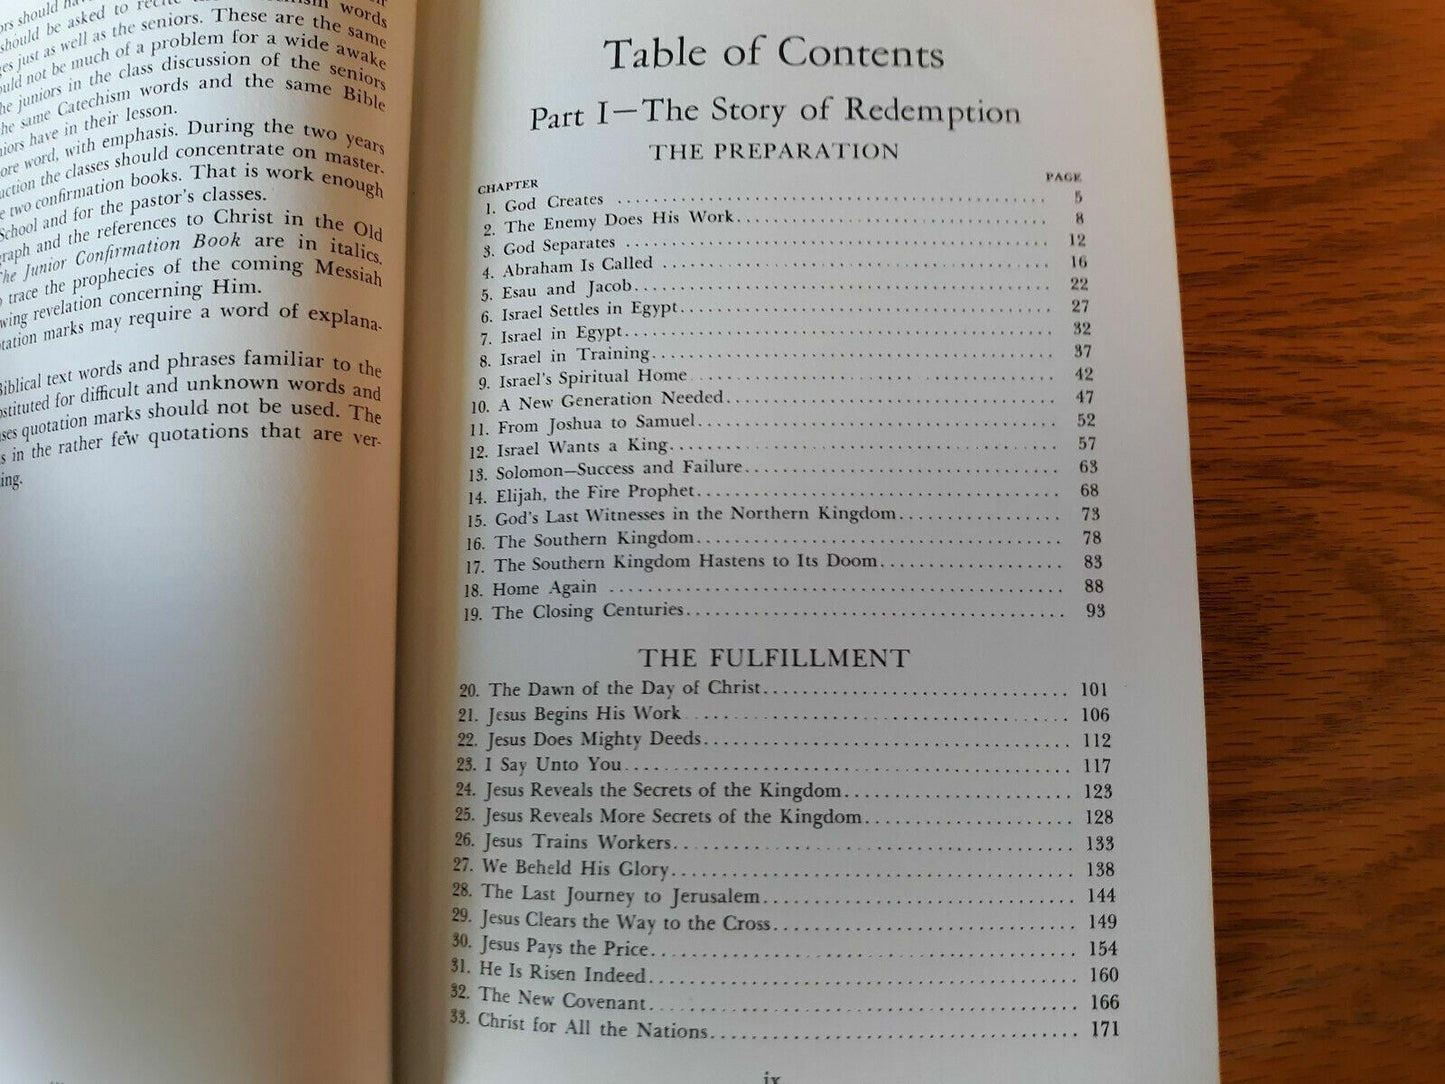 words
should be asked to recite
just as well as the seniors. These are the same
not be much of a problem for a wide awake
juniors in the class discussion of the seniors
the same Catechism words and the same Bible
have in their lesson.
word, with emphasis. During the two years
the classes should concentrate on master-
two confirmation books. That is work enough
School and for the pastor's classes.
and the references to Christ in the Old
The Junior Confirmation Book are in italics.
trace the prophecies of the coming Messiah
revelation concerning Him.
marks may require a word of explana-
Biblical text words and phrases familiar to the
for difficult and unknown words and
quotation marks should not be used. The
in the rather few quotations that are ver-
Table of Contents
Part I—The Story of Redemption
THE PREPARATION
CHAPTER PAGE
1. God Creates 5
2. The Enemy Does His Work 8
3. God Separates 12
4. Abraham Is Called 16
5. Esau and Jacob 22
6. Israel Settles in Egypt 27
7. Israel in Egypt 32
8. Israel in Training 37
9. Israel's Spiritual Home 42
10. A New Generation Needed 47
11. From Joshua to Samuel 52
12. Israel Wants a King 57
13. Solomon—Success and Failure 63
14. Elijah, the Fire Prophet 68
15. God's Last Witnesses in the Northern Kingdom 73
16. The Southern Kingdom 78
17. The Southern Kingdom Hastens to Its Doom 83
18. Home Again 88
19. The Closing Centuries 93
THE FULFILLMENT
20. The Dawn of the Day of Christ 101
21. Jesus Begins His Work 106
22. Jesus Does Mighty Deeds 112
23. I Say Unto You 117
24. Jesus Reveals the Secrets of the Kingdom 123
25. Jesus Reveals More Secrets of the Kingdom 128
26. Jesus Trains Workers 133
27. We Beheld His Glory 138
28. The Last Journey to Jerusalem 144
29. Jesus Clears the Way to the Cross 149
30. Jesus Pays the Price 154
31. He Is Risen Indeed 160
32. The New Covenant 166
33. Christ for All the Nations 171
ix